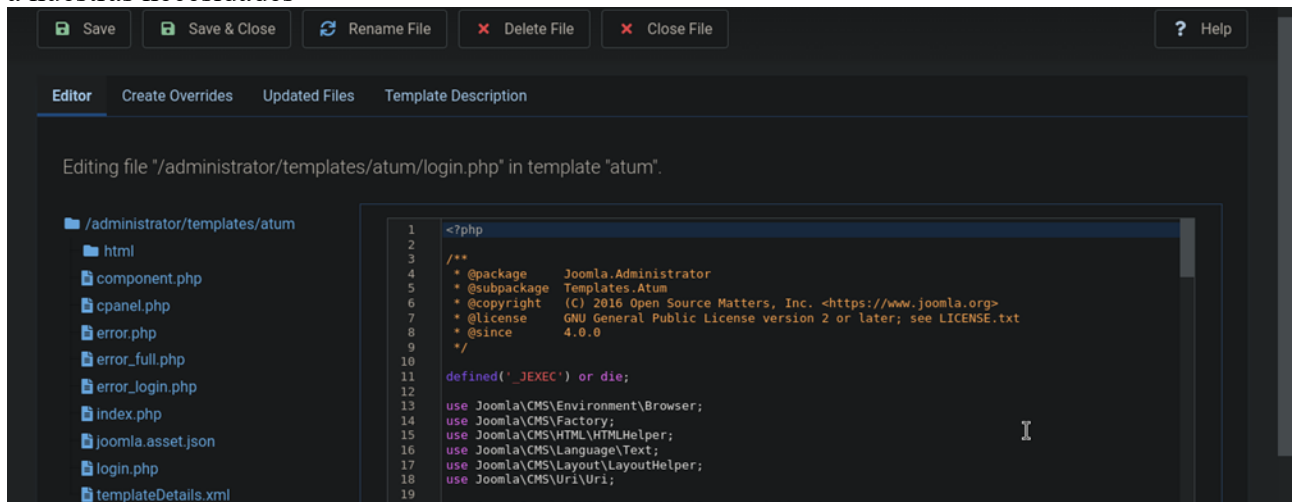 a nuestras necesidades
Save Save & Close Rename File Delete File Close File ? Help
Editor Create Overrides Updated Files Template Description
Editing file "/administrator/templates/atum/login.php" in template "atum".
/administrator/templates/atum
html
component.php
cpanel.php
error.php
error_full.php
error_login.php
index.php
joomla.asset.json
login.php
templateDetails.xml
1 <?php
2
3 /**
4 * @package Joomla.Administrator
5 * @subpackage Templates.Atum
6 * @copyright (C) 2016 Open Source Matters, Inc. <https://www.joomla.org>
7 * @license GNU General Public License version 2 or later; see LICENSE.txt
8 * @since 4.0.0
9 */
10
11 defined('_JEXEC') or die;
12
13 use Joomla\CMS\Environment\Browser;
14 use Joomla\CMS\Factory;
15 use Joomla\CMS\HTML\HTMLHelper;
16 use Joomla\CMS\Language\Text;
17 use Joomla\CMS\Layout\LayoutHelper;
18 use Joomla\CMS\Uri\Uri;
19